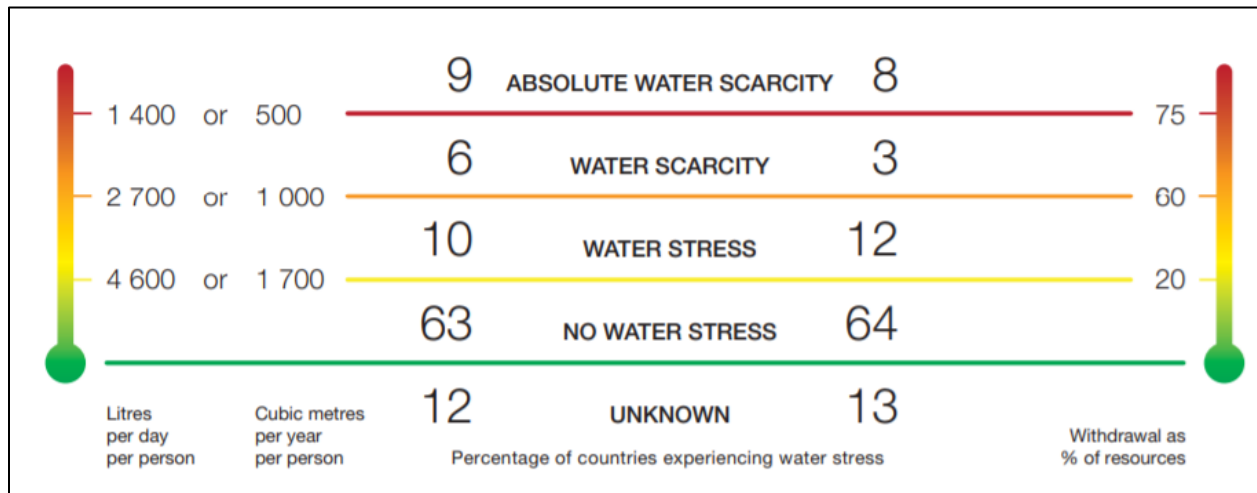 9 ABSOLUTE WATER SCARCITY 8
1 400 or 500 75
6 WATER SCARCITY 3
2 700 or 1 000 60
10 WATER STRESS 12
4 600 or 1 700 20
63 NO WATER STRESS 64
12 UNKNOWN 13
Litres
per day
per person
Cubic metres
per year
per person
Percentage of countries experiencing water stress
Withdrawal as
% of resources